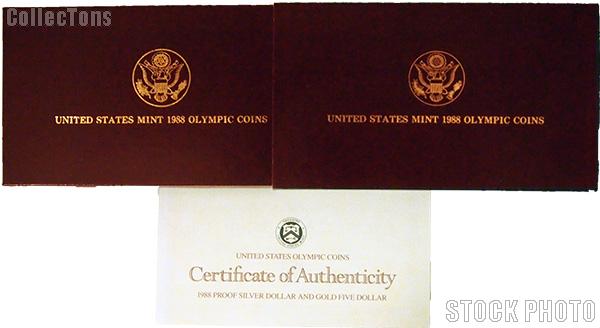 CollecTons
UNITED STATES MINT 1988 OLYMPIC COINS
UNITED STATES MINT 1988 OLYMPIC COINS
UNITED STATES OLYMPIC COINS
Certificate of Authenticity
1988 PROOF SILVER DOLLAR AND GOLD FIVE DOLLAR
STOCK PHOTO